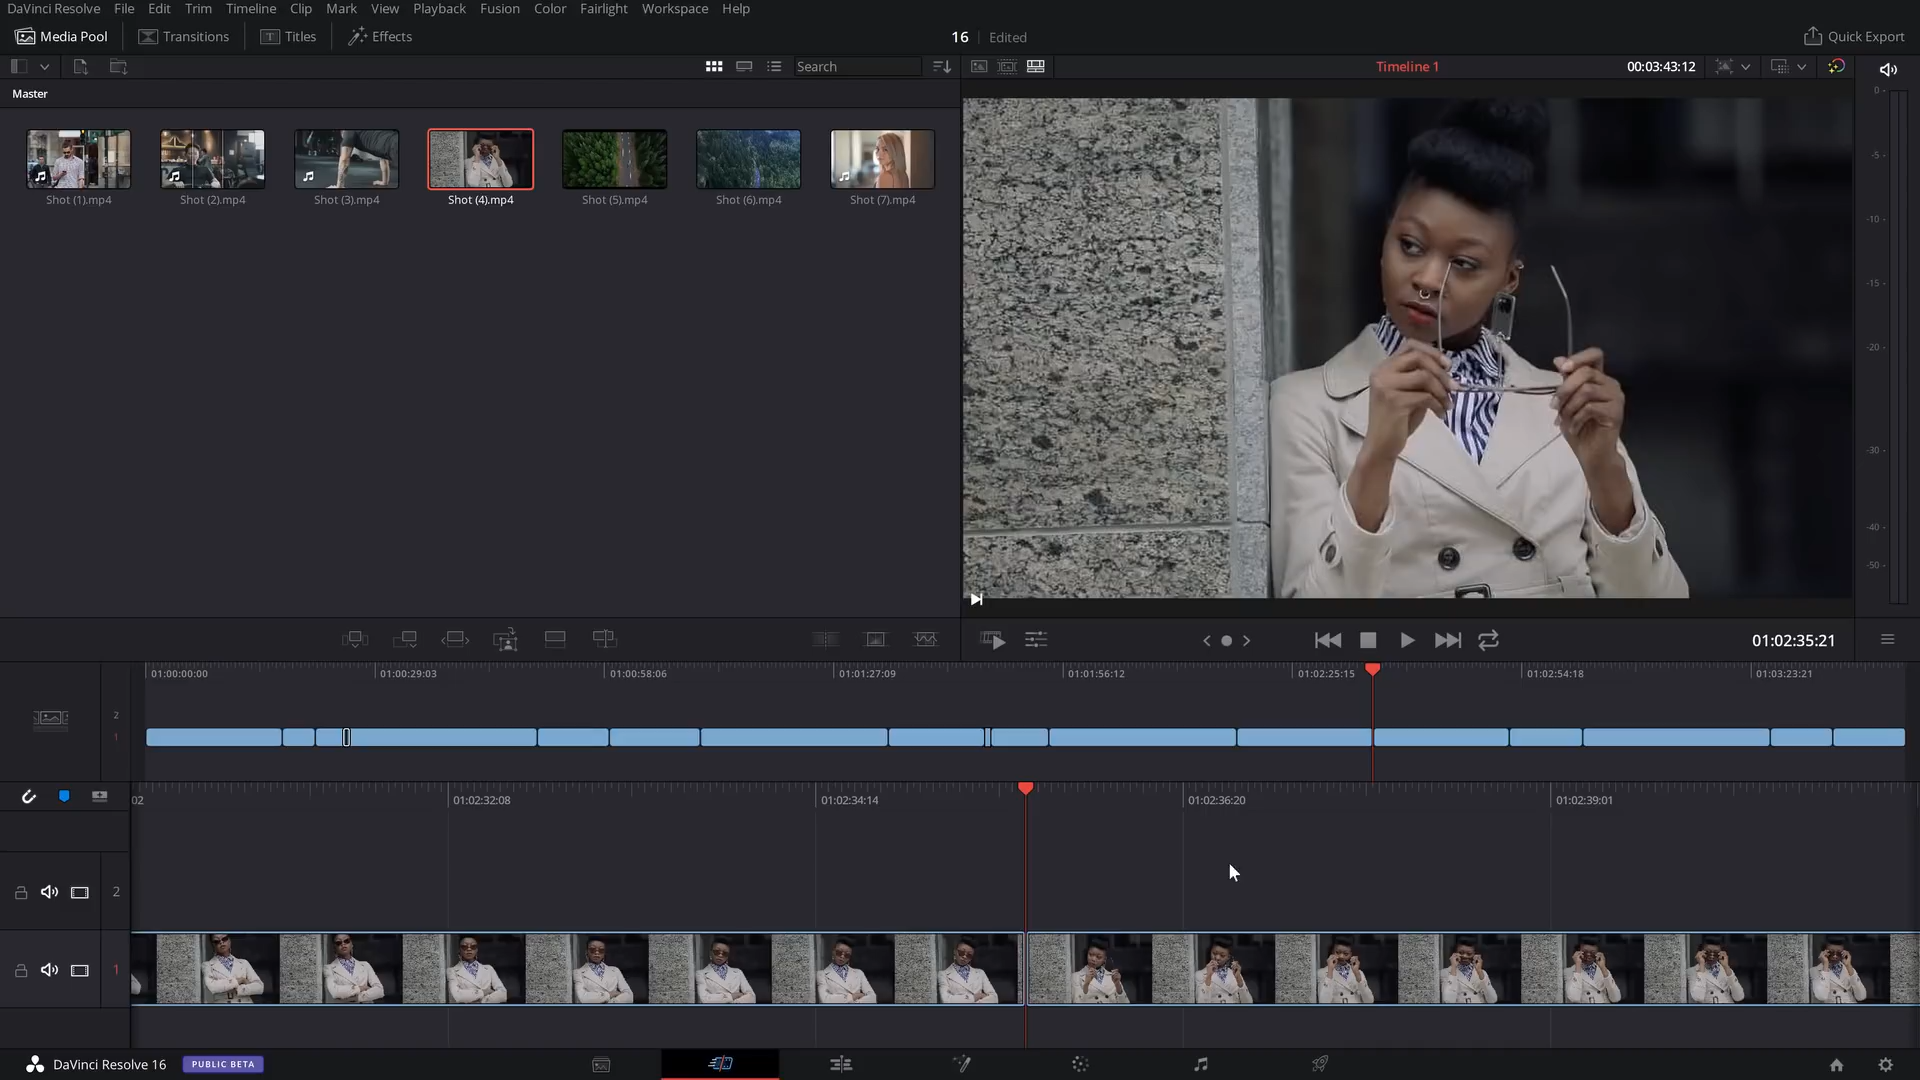 DaVinci Resolve File Edit Trim Timeline Clip Mark View Playback Fusion Color Fairlight Workspace Help
Media Pool Transitions Titles Effects 16 Edited Quick Export
Search Timeline 1 00:03:43:12
Master
Shot (1).mp4 Shot (2).mp4 Shot (3).mp4 Shot (4).mp4 Shot (5).mp4 Shot (6).mp4 Shot (7).mp4
0
-5
-10
-15
-20
-30
-40
-50
01:02:35:21
01:00:00:00 01:00:29:03 01:00:58:06 01:01:27:09 01:01:56:12 01:02:25:15 01:02:54:18 01:03:23:21
2
1
02 01:02:32:08 01:02:34:14 01:02:36:20 01:02:39:01
2
1
DaVinci Resolve 16 PUBLIC BETA